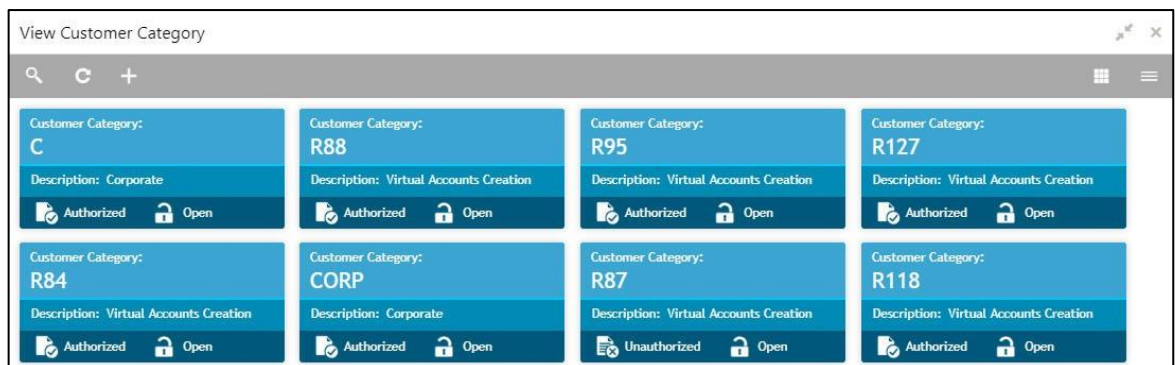 View Customer Category
Customer Category:
C
Description: Corporate
Authorized Open
Customer Category:
R88
Description: Virtual Accounts Creation
Authorized Open
Customer Category:
R95
Description: Virtual Accounts Creation
Authorized Open
Customer Category:
R127
Description: Virtual Accounts Creation
Authorized Open
Customer Category:
R84
Description: Virtual Accounts Creation
Authorized Open
Customer Category:
CORP
Description: Corporate
Authorized Open
Customer Category:
R87
Description: Virtual Accounts Creation
Unauthorized Open
Customer Category:
R118
Description: Virtual Accounts Creation
Authorized Open